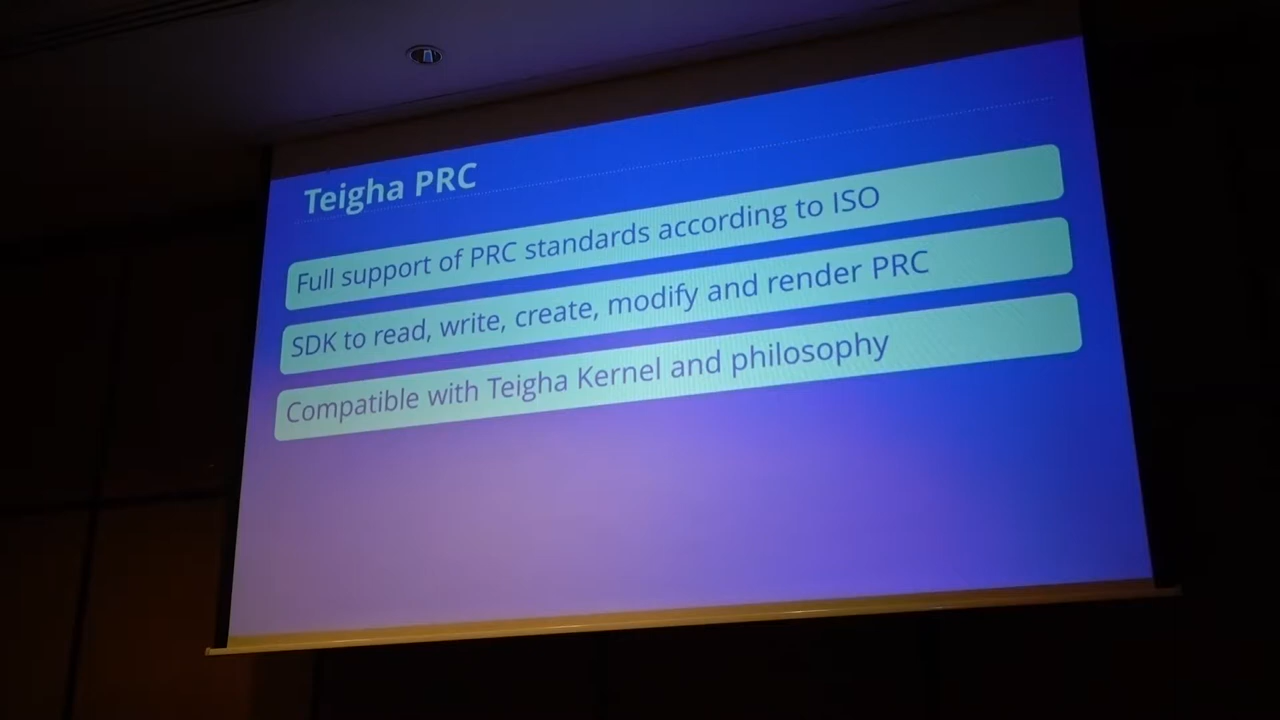 Teigha PRC
Full support of PRC standards according to ISO
SDK to read, write, create, modify and render PRC
Compatible with Teigha Kernel and philosophy